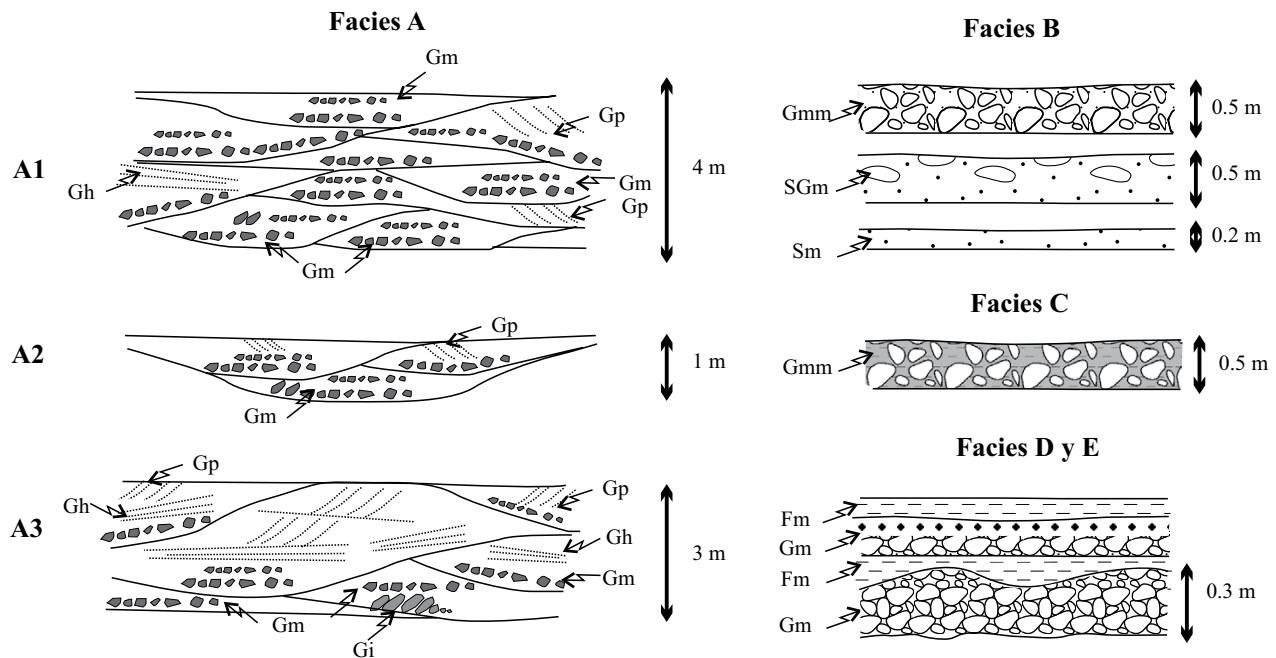 Facies A
Gm
Gp
A1
Gh
Gm
Gp
Gm
4 m
A2
Gp
Gm
1 m
Gp
Gh
A3
Gp
Gh
Gm
Gm
Gi
3 m
Facies B
Gmm
0.5 m
SGm
0.5 m
Sm
0.2 m
Facies C
Gmm
0.5 m
Facies D y E
Fm
Gm
Fm
Gm
0.3 m